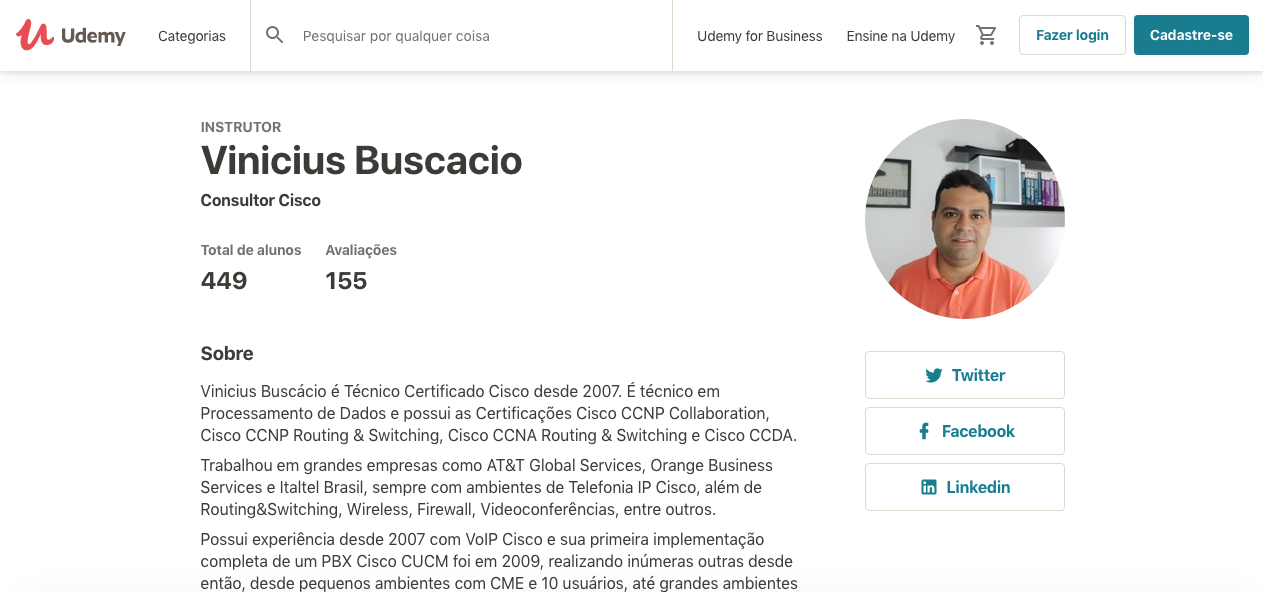 Udemy
Categorias
Pesquisar por qualquer coisa
Udemy for Business
Ensine na Udemy
Fazer login
Cadastre-se
INSTRUTOR
Vinicius Buscacio
Consultor Cisco
Total de alunos
Avaliações
449
155
Sobre
Vinicius Buscácio é Técnico Certificado Cisco desde 2007. É técnico em
Processamento de Dados e possui as Certificações Cisco CCNP Collaboration,
Cisco CCNP Routing & Switching, Cisco CCNA Routing & Switching e Cisco CCDA.
Trabalhou em grandes empresas como AT&T Global Services, Orange Business
Services e Italtel Brasil, sempre com ambientes de Telefonia IP Cisco, além de
Routing&Switching, Wireless, Firewall, Videoconferências, entre outros.
Possui experiência desde 2007 com VoIP Cisco e sua primeira implementação
completa de um PBX Cisco CUCM foi em 2009, realizando inúmeras outras desde
então, desde pequenos ambientes com CME e 10 usuários, até grandes ambientes
Twitter
Facebook
Linkedin